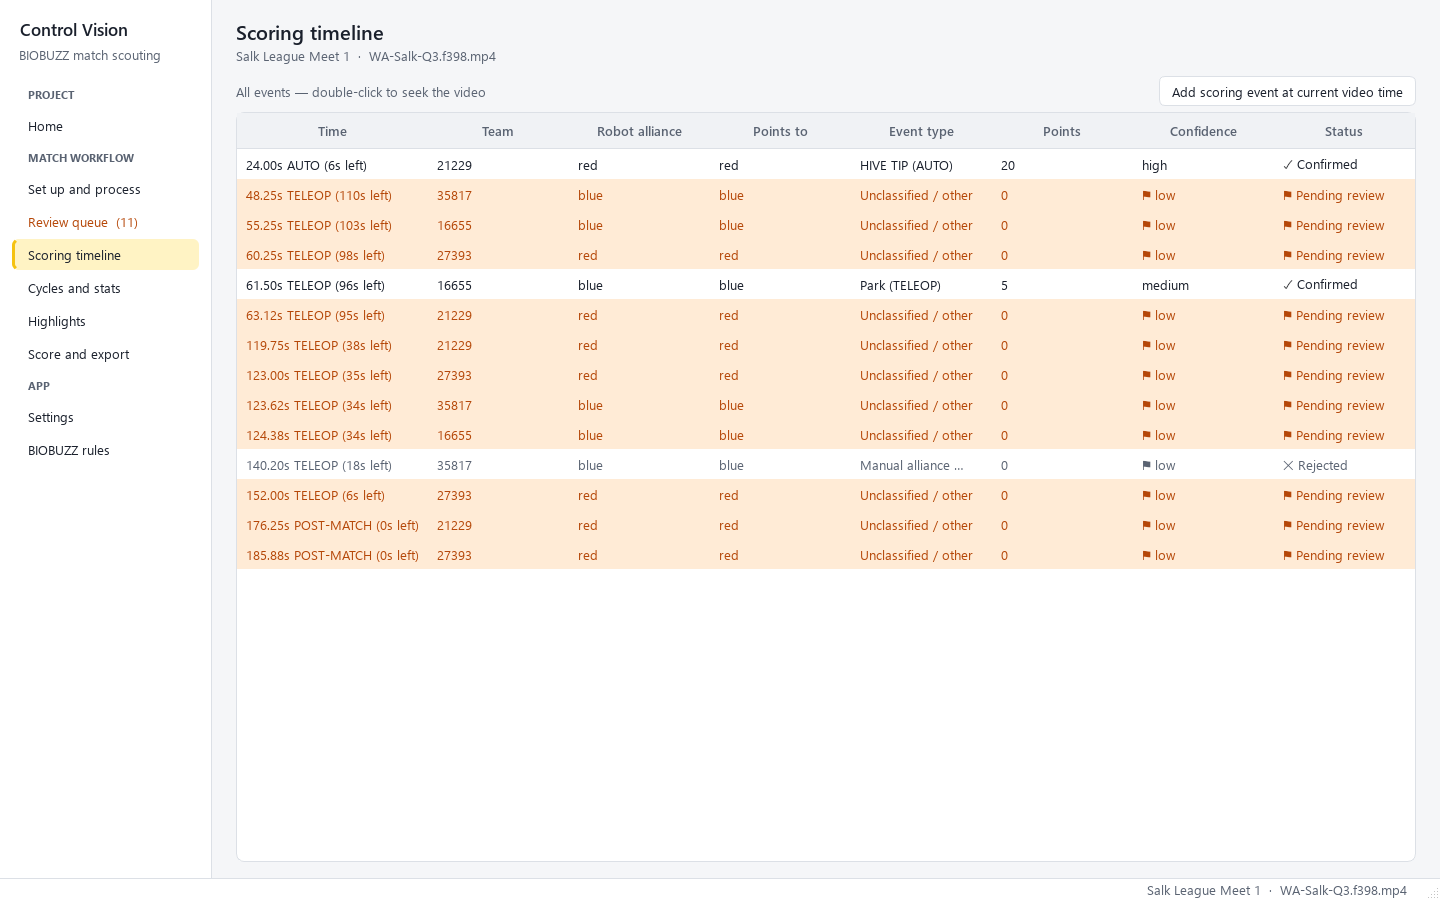 Control Vision
BIOBUZZ match scouting
PROJECT
Home
MATCH WORKFLOW
Set up and process
Review queue (11)
Scoring timeline
Cycles and stats
Highlights
Score and export
APP
Settings
BIOBUZZ rules
Scoring timeline
Salk League Meet 1 · WA-Salk-Q3.f398.mp4
All events — double-click to seek the video
Add scoring event at current video time
Time Team Robot alliance Points to Event type Points Confidence Status
24.00s AUTO (6s left) 21229 red red HIVE TIP (AUTO) 20 high ✓ Confirmed
48.25s TELEOP (110s left) 35817 blue blue Unclassified / other 0 ⚑ low ⚑ Pending review
55.25s TELEOP (103s left) 16655 blue blue Unclassified / other 0 ⚑ low ⚑ Pending review
60.25s TELEOP (98s left) 27393 red red Unclassified / other 0 ⚑ low ⚑ Pending review
61.50s TELEOP (96s left) 16655 blue blue Park (TELEOP) 5 medium ✓ Confirmed
63.12s TELEOP (95s left) 21229 red red Unclassified / other 0 ⚑ low ⚑ Pending review
119.75s TELEOP (38s left) 21229 red red Unclassified / other 0 ⚑ low ⚑ Pending review
123.00s TELEOP (35s left) 27393 red red Unclassified / other 0 ⚑ low ⚑ Pending review
123.62s TELEOP (34s left) 35817 blue blue Unclassified / other 0 ⚑ low ⚑ Pending review
124.38s TELEOP (34s left) 16655 blue blue Unclassified / other 0 ⚑ low ⚑ Pending review
140.20s TELEOP (18s left) 35817 blue blue Manual alliance ... 0 ⚑ low ✕ Rejected
152.00s TELEOP (6s left) 27393 red red Unclassified / other 0 ⚑ low ⚑ Pending review
176.25s POST-MATCH (0s left) 21229 red red Unclassified / other 0 ⚑ low ⚑ Pending review
185.88s POST-MATCH (0s left) 27393 red red Unclassified / other 0 ⚑ low ⚑ Pending review
Salk League Meet 1 · WA-Salk-Q3.f398.mp4